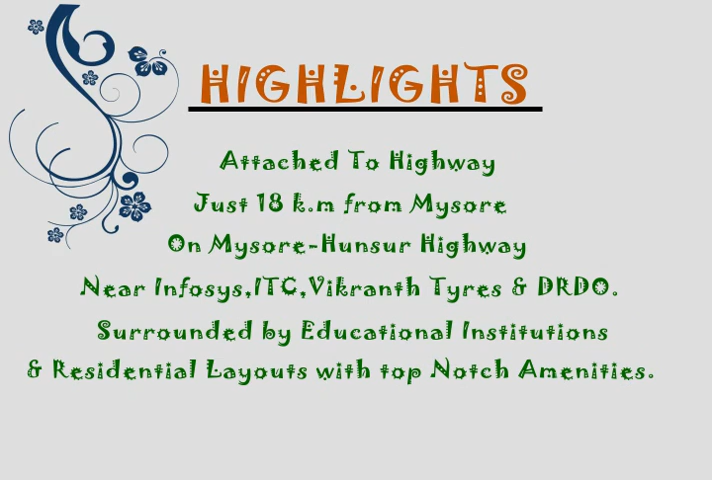 HIGHLIGHTS
Attached To Highway
Just 18 k.m from Mysore
On Mysore-Hunsur Highway
Near Infosys,ITC,Vikranth Tyres & DRDO.
Surrounded by Educational Institutions
& Residential Layouts with top Notch Amenities.